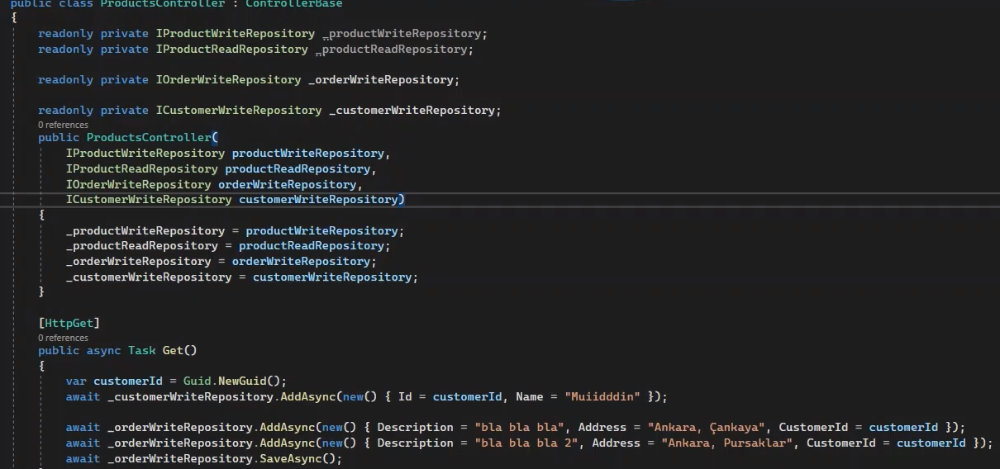 public class ProductsController : ControllerBase
{
readonly private IProductWriteRepository _productWriteRepository;
readonly private IProductReadRepository _productReadRepository;
readonly private IOrderWriteRepository _orderWriteRepository;
readonly private ICustomerWriteRepository _customerWriteRepository;
0 references
public ProductsController(
IProductWriteRepository productWriteRepository,
IProductReadRepository productReadRepository,
IOrderWriteRepository orderWriteRepository,
ICustomerWriteRepository customerWriteRepository)
{
_productWriteRepository = productWriteRepository;
_productReadRepository = productReadRepository;
_orderWriteRepository = orderWriteRepository;
_customerWriteRepository = customerWriteRepository;
}
[HttpGet]
0 references
public async Task Get()
{
var customerId = Guid.NewGuid();
await _customerWriteRepository.AddAsync(new() { Id = customerId, Name = "Muiidddin" });
await _orderWriteRepository.AddAsync(new() { Description = "bla bla bla", Address = "Ankara, Çankaya", CustomerId = customerId });
await _orderWriteRepository.AddAsync(new() { Description = "bla bla bla 2", Address = "Ankara, Pursaklar", CustomerId = customerId });
await _orderWriteRepository.SaveAsync();